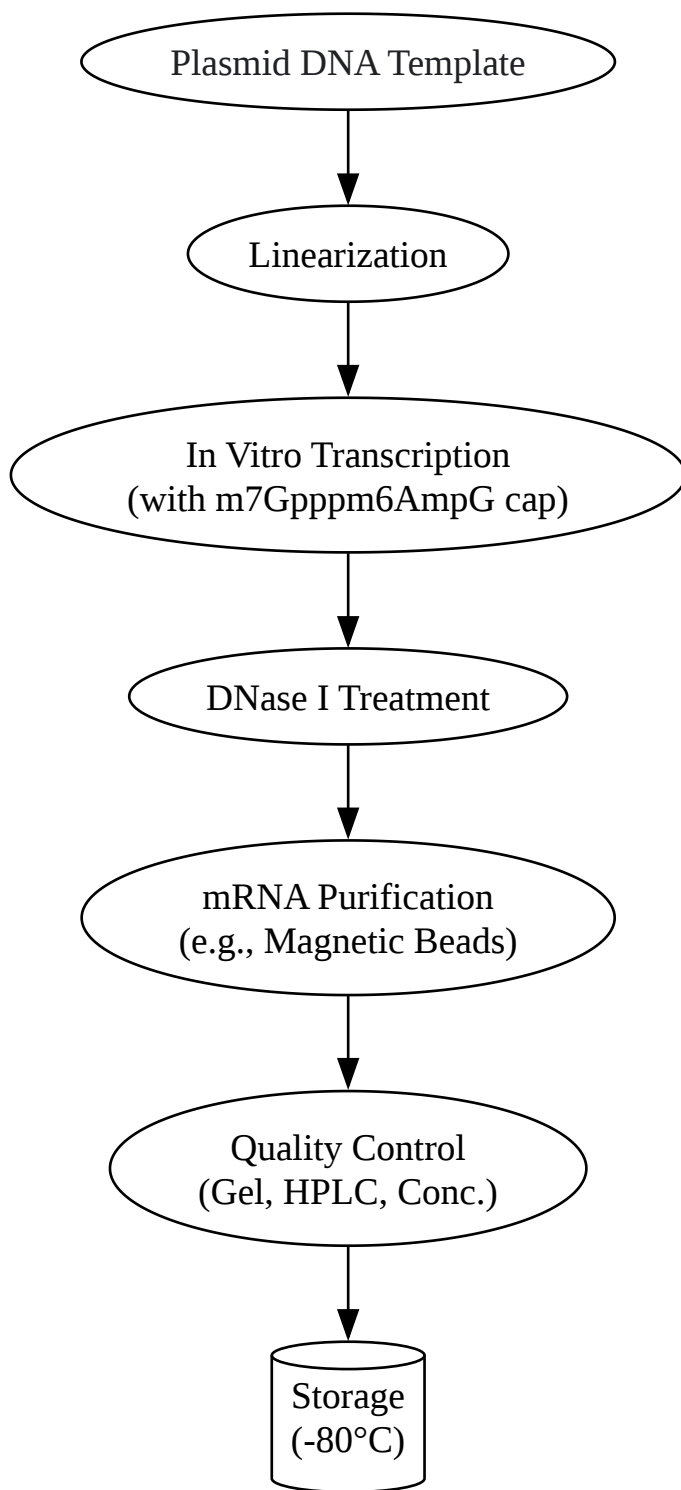 Plasmid DNA Template
Linearization
In Vitro Transcription
(with m7Gpppm6AmpG cap)
DNase I Treatment
mRNA Purification
(e.g., Magnetic Beads)
Quality Control
(Gel, HPLC, Conc.)
Storage
(-80°C)